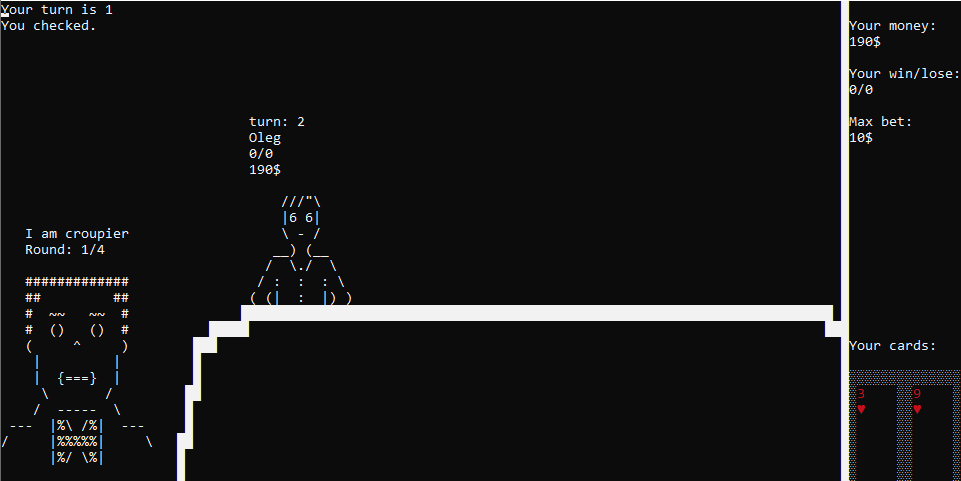 Your turn is 1
You checked.
turn: 2
Oleg
0/0
190$
I am croupier
Round: 1/4
Your money:
190$
Your win/lose:
0/0
Max bet:
10$
Your cards:
3 9
♥ ♥